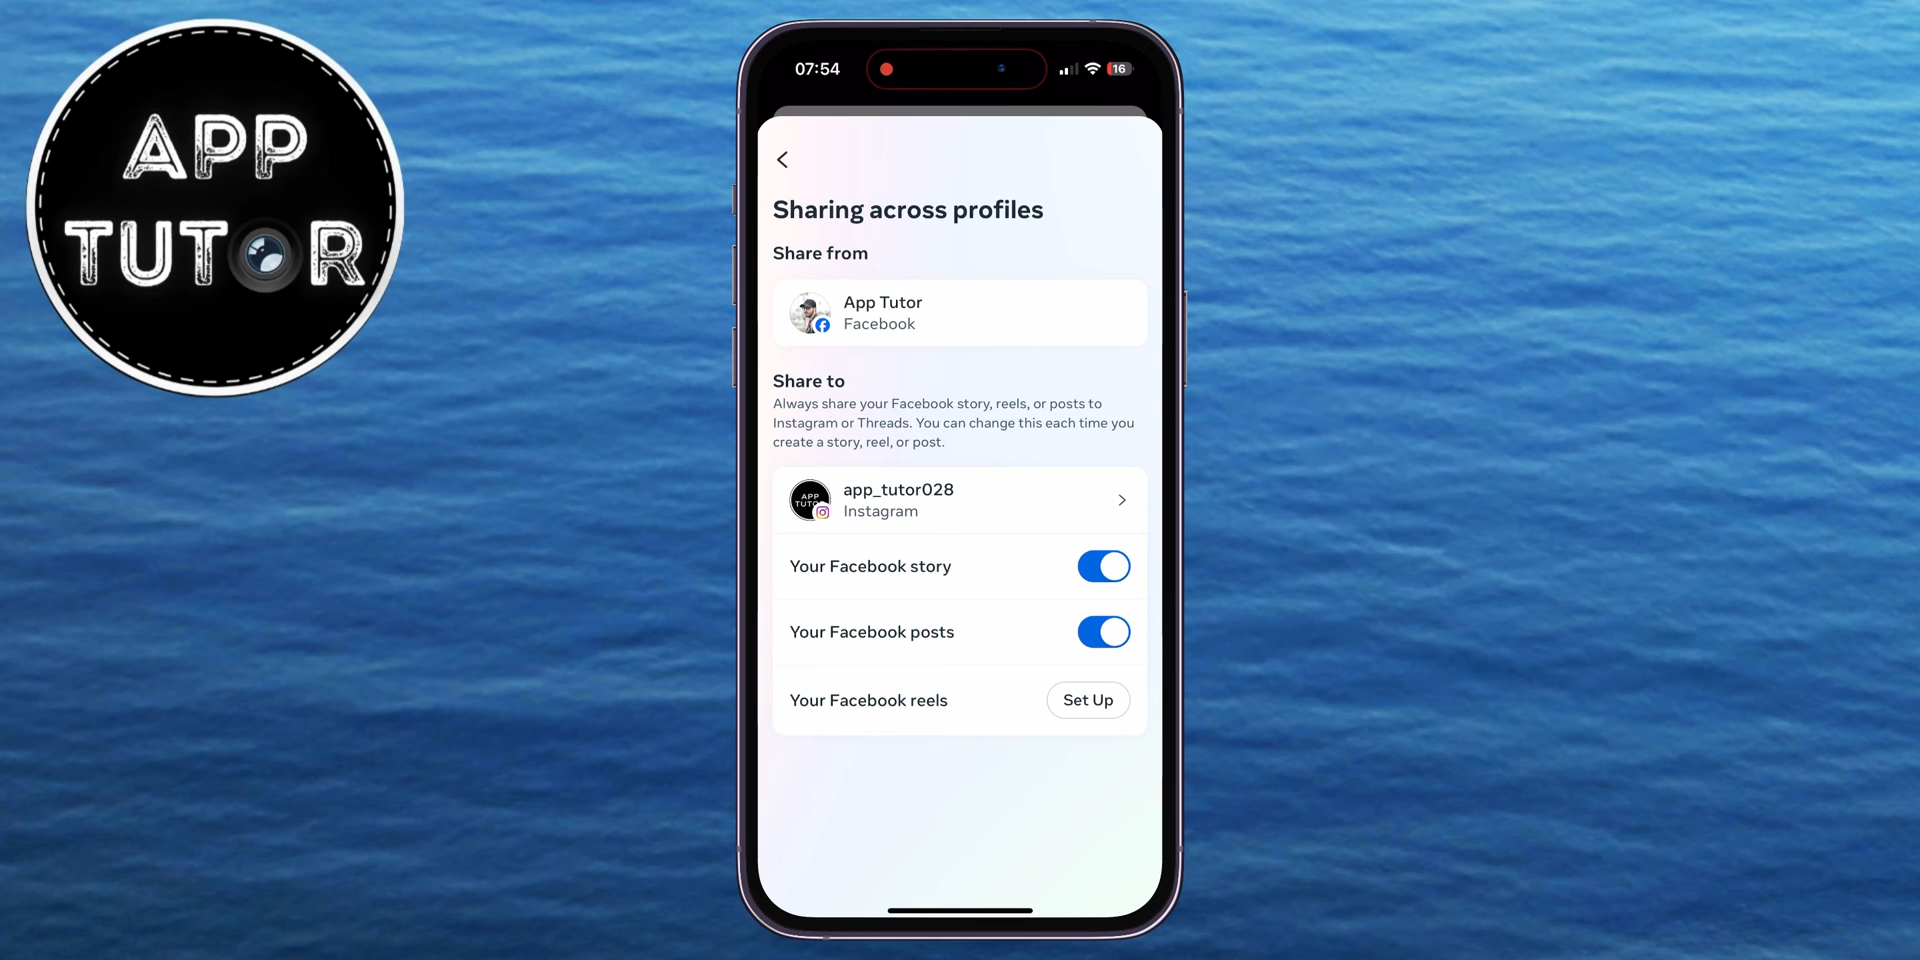 APP
TUTOR
07:54
16
Sharing across profiles
Share from
App Tutor
Facebook
Share to
Always share your Facebook story, reels, or posts to
Instagram or Threads. You can change this each time you
create a story, reel, or post.
APP
TUTOR
app_tutor028
Instagram
Your Facebook story
Your Facebook posts
Your Facebook reels
Set Up